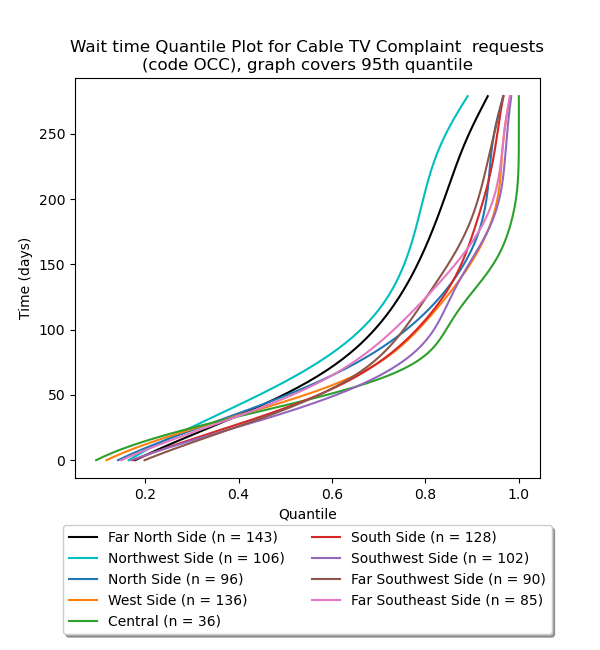 Wait time Quantile Plot for Cable TV Complaint  requests
(code OCC), graph covers 95th quantile
250
200
150
100
50
0
Time (days)
0.2 0.4 0.6 0.8 1.0
Quantile
Far North Side (n = 143)
Northwest Side (n = 106)
North Side (n = 96)
West Side (n = 136)
Central (n = 36)
South Side (n = 128)
Southwest Side (n = 102)
Far Southwest Side (n = 90)
Far Southeast Side (n = 85)